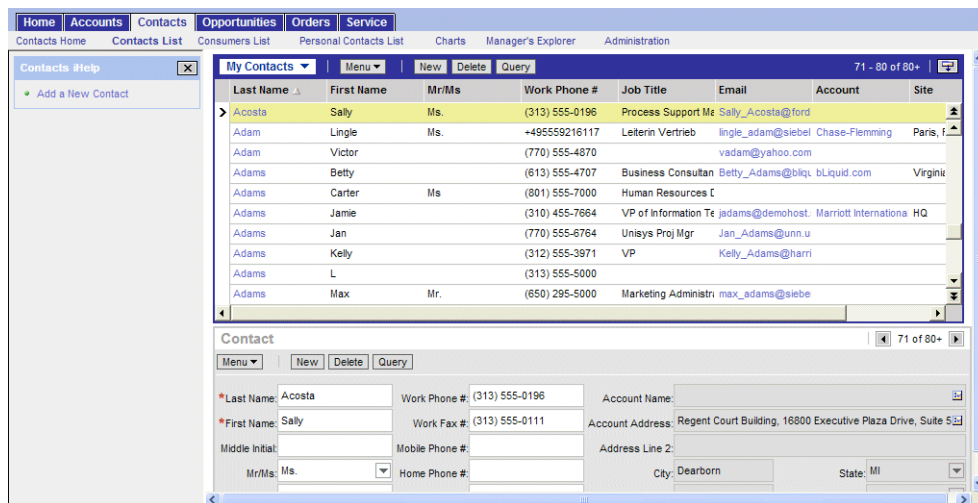 Home Accounts Contacts Opportunities Orders Service
Contacts Home Contacts List Consumers List Personal Contacts List Charts Manager's Explorer Administration
Contacts iHelp
Add a New Contact
My Contacts Menu New Delete Query 71 - 80 of 80+
Last Name First Name Mr/Ms Work Phone # Job Title Email Account Site
Acosta Sally Ms. (313) 555-0196 Process Support Ma Sally_Acosta@ford
Adam Lingle Ms. +495559216117 Leiterin Vertrieb lingle_adam@siebel Chase-Flemming Paris, F
Adam Victor (770) 555-4870 vadam@yahoo.com
Adams Betty (613) 555-4707 Business Consultan Betty_Adams@bliqu bLiquid.com Virginia
Adams Carter Ms (801) 555-7000 Human Resources D
Adams Jamie (310) 455-7664 VP of Information Te jadams@demohost. Marriott Internationa HQ
Adams Jan (770) 555-6764 Unisys Proj Mgr Jan_Adams@unn.u
Adams Kelly (312) 555-3971 VP Kelly_Adams@harri
Adams L (313) 555-5000
Adams Max Mr. (650) 295-5000 Marketing Administra max_adams@siebe
Contact 71 of 80+
Menu New Delete Query
*Last Name: Acosta Work Phone #: (313) 555-0196 Account Name:
*First Name: Sally Work Fax #: (313) 555-0111 Account Address: Regent Court Building, 16800 Executive Plaza Drive, Suite 5
Middle Initial: Mobile Phone #: Address Line 2:
Mr/Ms: Ms. Home Phone #: City: Dearborn State: MI